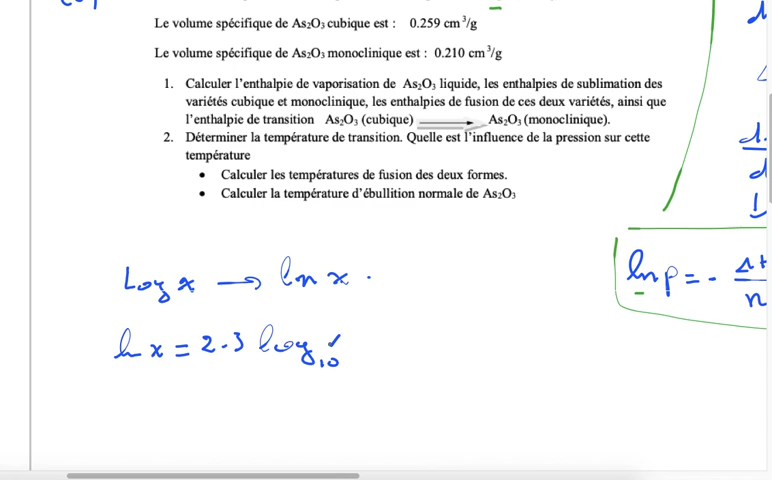 Le volume spécifique de As₂O₃ cubique est : 0.259 cm³/g
Le volume spécifique de As₂O₃ monoclinique est : 0.210 cm³/g
1. Calculer l'enthalpie de vaporisation de As₂O₃ liquide, les enthalpies de sublimation des
variétés cubique et monoclinique, les enthalpies de fusion de ces deux variétés, ainsi que
l'enthalpie de transition As₂O₃ (cubique) ⟶ As₂O₃ (monoclinique).
2. Déterminer la température de transition. Quelle est l'influence de la pression sur cette
température
• Calculer les températures de fusion des deux formes.
• Calculer la température d'ébullition normale de As₂O₃
Log x → ln x .
ln x = 2.3 log₁₀
ln p = -